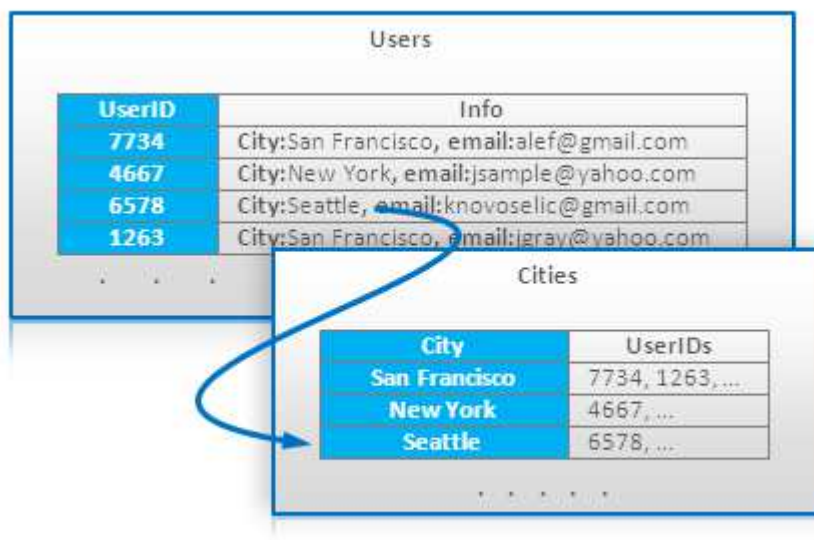 Users
UserID Info
7734 City:San Francisco, email:alef@gmail.com
4667 City:New York, email:jsample@yahoo.com
6578 City:Seattle, email:knovoselic@gmail.com
1263 City:San Francisco, email:jgray@yahoo.com
. . .
Cities
City UserIDs
San Francisco 7734, 1263, ...
New York 4667, ...
Seattle 6578, ...
. . . . .